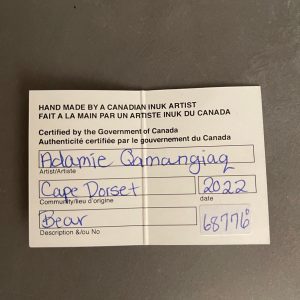 HAND MADE BY A CANADIAN INUK ARTIST
FAIT A LA MAIN PAR UN ARTISTE INUK DU CANADA
Certified by the Government of Canada
Authenticité certifiée par le gouvernement du Canada
Adamie Qamangiaq
Artist/Artiste
Cape Dorset 2022
Community/lieu d'origine date
Bear 68776
Description &/ou No